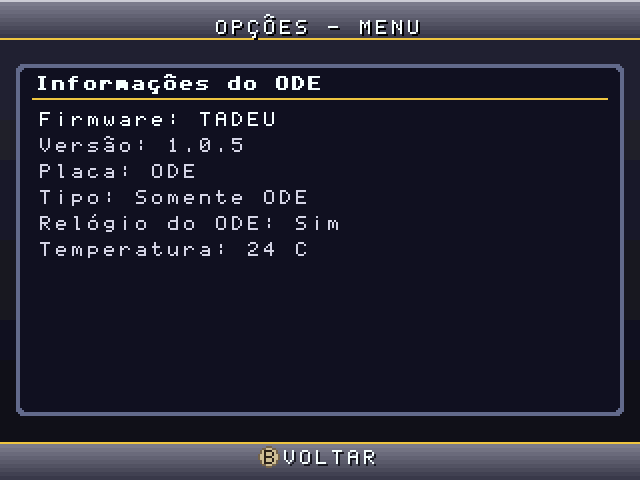 OPÇÕES - MENU
Informações do ODE
Firmware: TADEU
Versão: 1.0.5
Placa: ODE
Tipo: Somente ODE
Relógio do ODE: Sim
Temperatura: 24 C
B VOLTAR